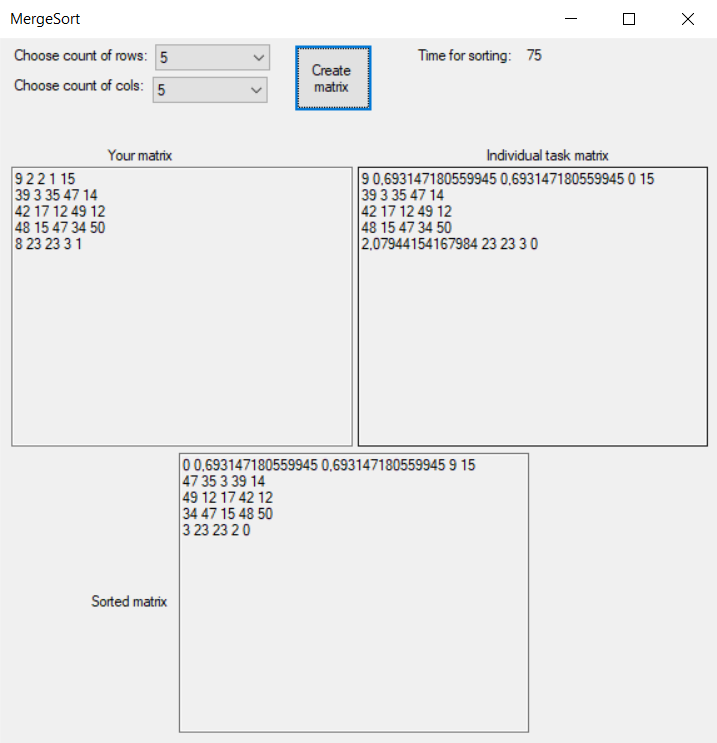 MergeSort
Choose count of rows: 5
Choose count of cols: 5
Create
matrix
Time for sorting: 75
Your matrix
9 2 2 1 15
39 3 35 47 14
42 17 12 49 12
48 15 47 34 50
8 23 23 3 1
Individual task matrix
9 0,693147180559945 0,693147180559945 0 15
39 3 35 47 14
42 17 12 49 12
48 15 47 34 50
2,07944154167984 23 23 3 0
Sorted matrix
0 0,693147180559945 0,693147180559945 9 15
47 35 3 39 14
49 12 17 42 12
34 47 15 48 50
3 23 23 2 0